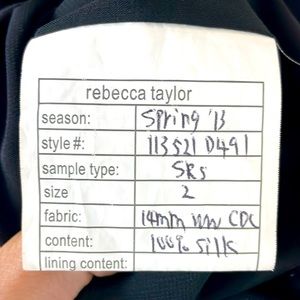 rebecca taylor
season: Spring '13
style#: 113521 D491
sample type: SRS
size 2
fabric: 14mm WW CDC
content: 100% silk
lining content: